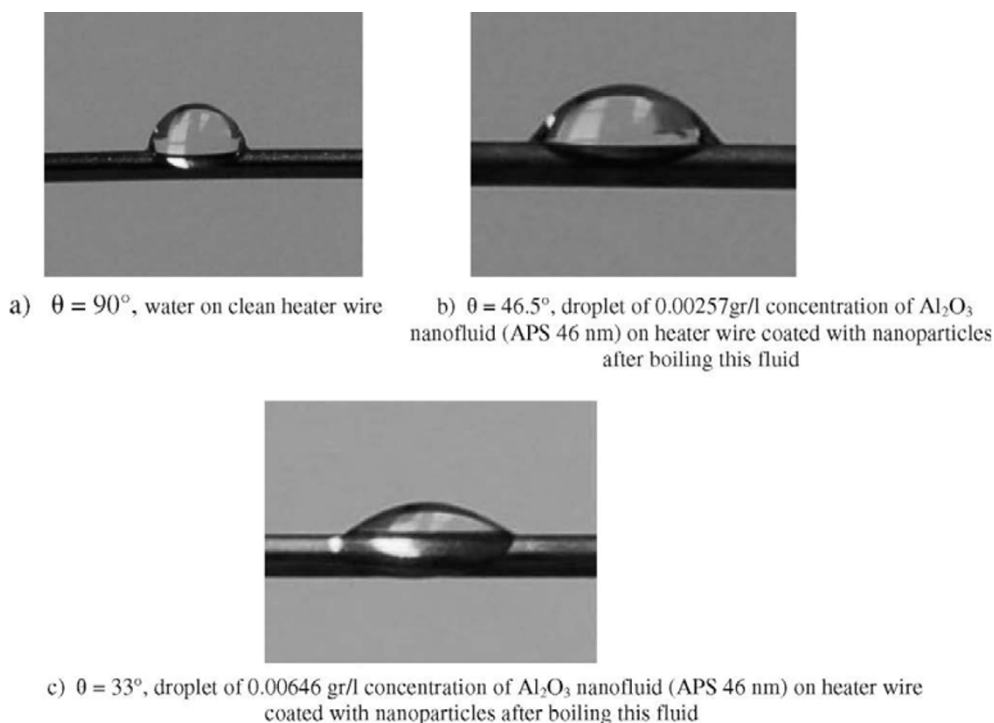 a) θ = 90°, water on clean heater wire
b) θ = 46.5°, droplet of 0.00257gr/l concentration of Al₂O₃
nanofluid (APS 46 nm) on heater wire coated with nanoparticles
after boiling this fluid
c) θ = 33°, droplet of 0.00646 gr/l concentration of Al₂O₃ nanofluid (APS 46 nm) on heater wire
coated with nanoparticles after boiling this fluid